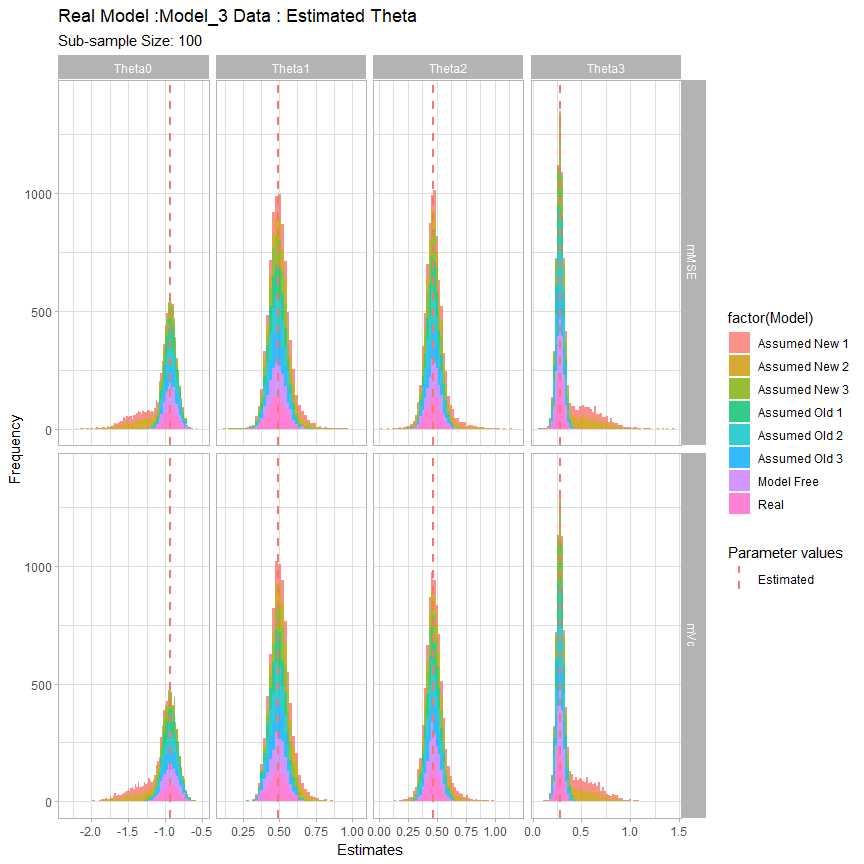 Real Model :Model_3 Data : Estimated Theta
Sub-sample Size: 100
Theta0
Theta1
Theta2
Theta3
1000
500
0
mMSE
1000
500
0
mVc
-2.0
-1.5
-1.0
-0.5
0.25
0.50
0.75
1.00
0.00
0.25
0.50
0.75
1.00
0.0
0.5
1.0
1.5
Frequency
Estimates
factor(Model)
Assumed New 1
Assumed New 2
Assumed New 3
Assumed Old 1
Assumed Old 2
Assumed Old 3
Model Free
Real
Parameter values
Estimated